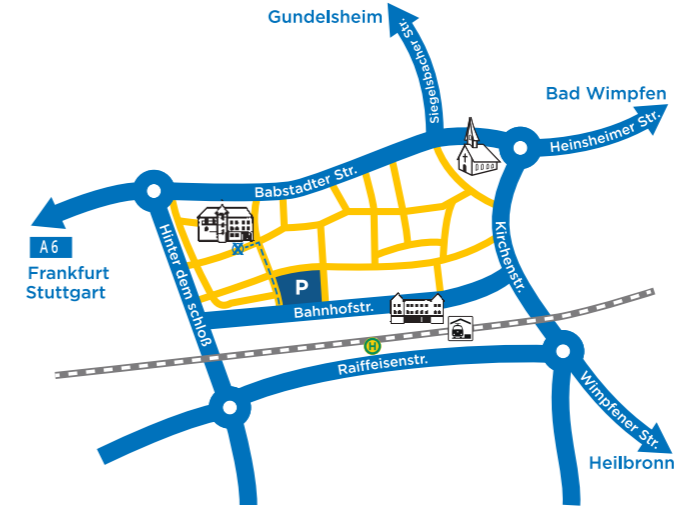 Gundelsheim
Siegelsbacher Str.
Bad Wimpfen
Heinsheimer Str.
Babstadter Str.
A6
Frankfurt
Stuttgart
Hinter dem schloß
Kirchenstr.
P
Bahnhofstr.
H
Raiffeisenstr.
Wimpfener Str.
Heilbronn